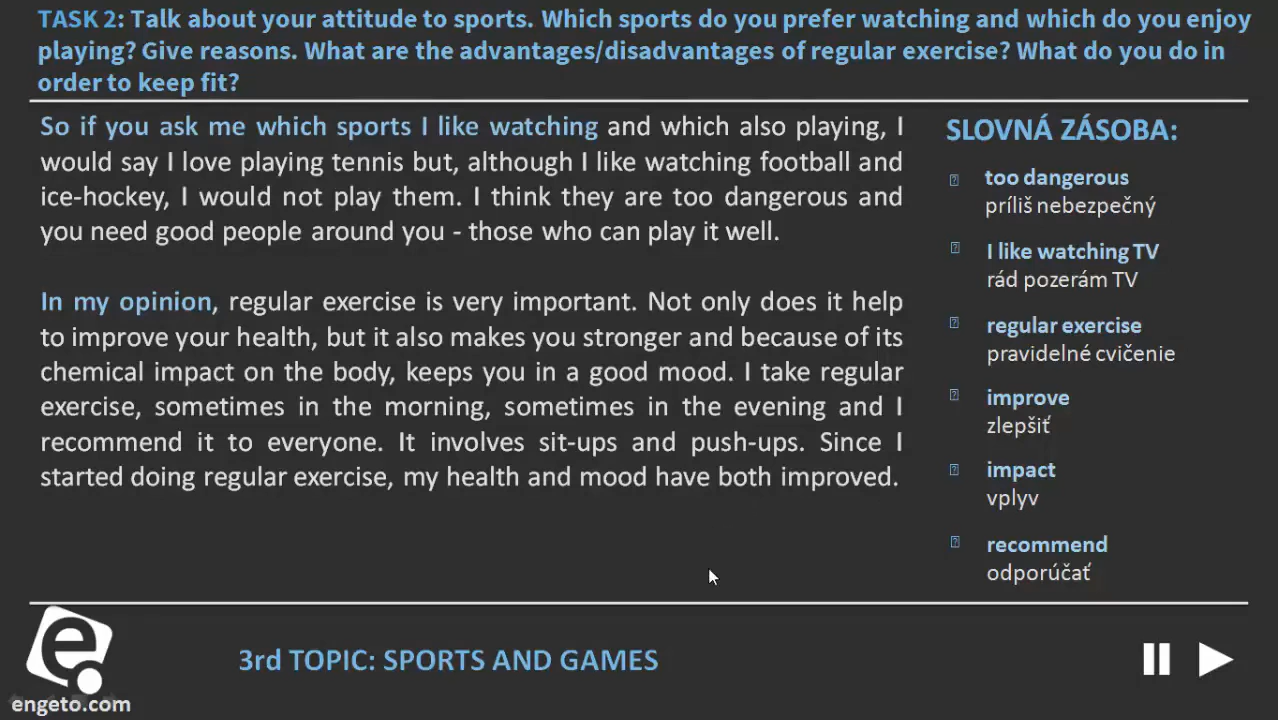 TASK 2: Talk about your attitude to sports. Which sports do you prefer watching and which do you enjoy
playing? Give reasons. What are the advantages/disadvantages of regular exercise? What do you do in
order to keep fit?
So if you ask me which sports I like watching and which also playing, I
would say I love playing tennis but, although I like watching football and
ice-hockey, I would not play them. I think they are too dangerous and
you need good people around you - those who can play it well.
In my opinion, regular exercise is very important. Not only does it help
to improve your health, but it also makes you stronger and because of its
chemical impact on the body, keeps you in a good mood. I take regular
exercise, sometimes in the morning, sometimes in the evening and I
recommend it to everyone. It involves sit-ups and push-ups. Since I
started doing regular exercise, my health and mood have both improved.
SLOVNÁ ZÁSOBA:
too dangerous
príliš nebezpečný
I like watching TV
rád pozerám TV
regular exercise
pravidelné cvičenie
improve
zlepšiť
impact
vplyv
recommend
odporúčať
e
engeto.com
3rd TOPIC: SPORTS AND GAMES